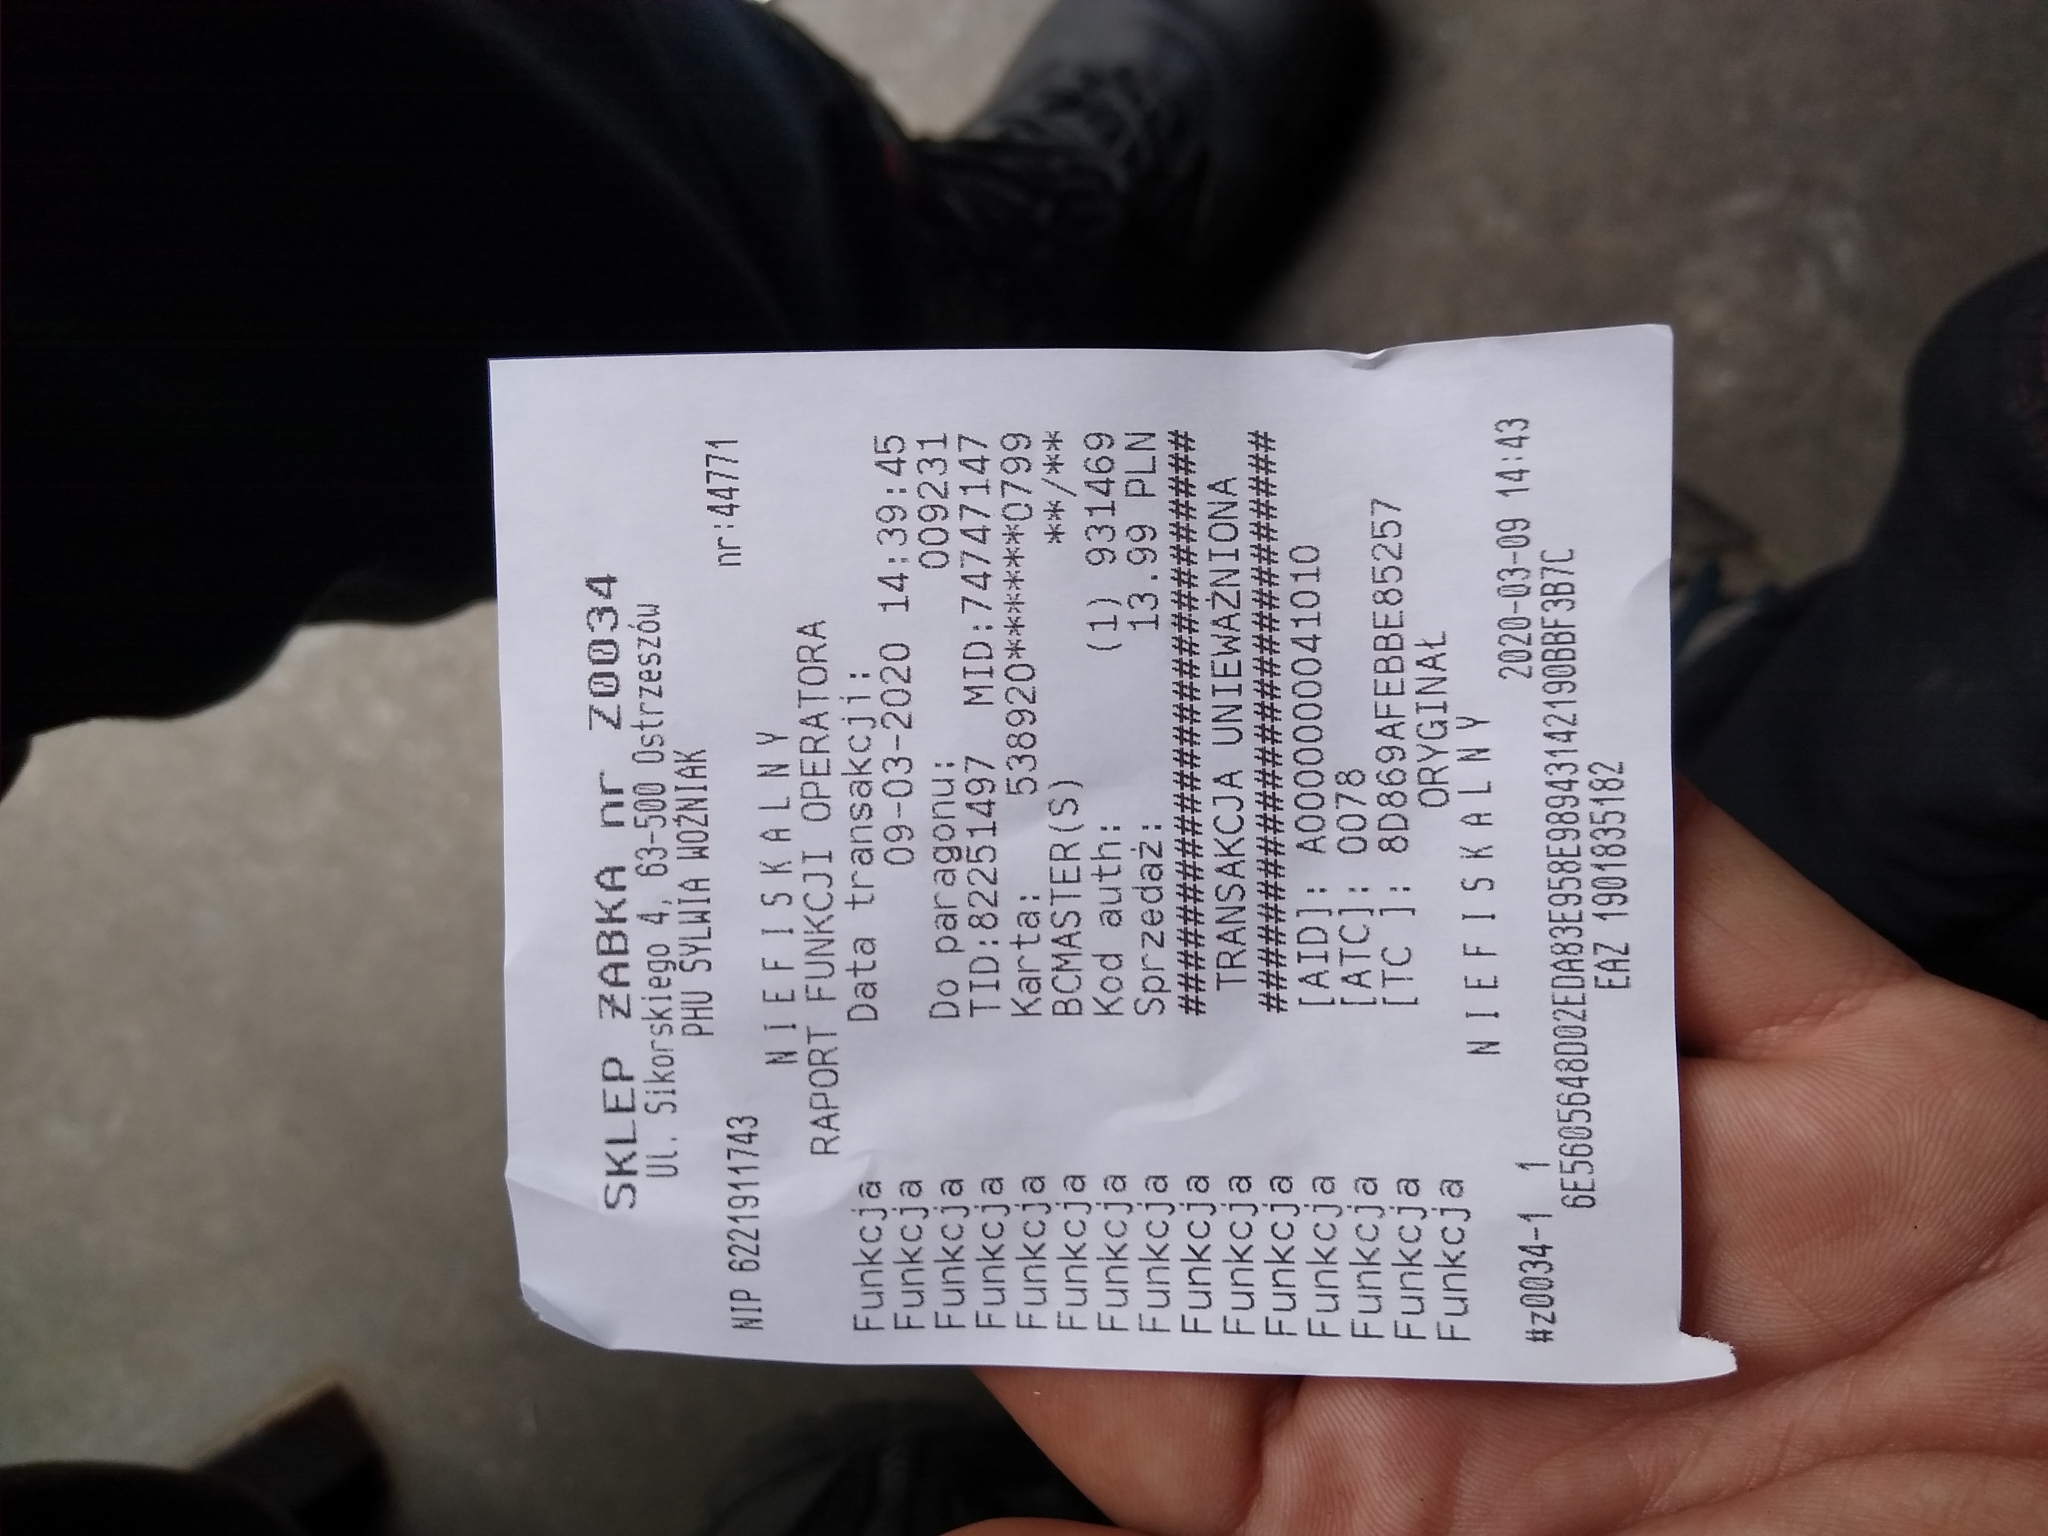 SKLEP ŻABKA nr Z0034
Ul. Sikorskiego 4, 63-500 Ostrzeszów
PHU SYLWIA WOŹNIAK
NIP 6221911743 nr:44771
N I E F I S K A L N Y
RAPORT FUNKCJI OPERATORA
Funkcja Data transakcji:
Funkcja 09-03-2020 14:39:45
Funkcja Do paragonu: 009231
Funkcja TID:82251497 MID:74747147
Funkcja Karta: 538920******0799
Funkcja BCMASTER(S) **/**
Funkcja Kod auth: (1) 931469
Funkcja Sprzedaż: 13.99 PLN
Funkcja ##############################
Funkcja TRANSAKCJA UNIEWAŻNIONA
Funkcja ##############################
Funkcja [AID]: A0000000041010
Funkcja [ATC]: 0078
Funkcja [TC ]: 8D869AFEBBE85257
Funkcja ORYGINAŁ
N I E F I S K A L N Y
#z0034-1 1 2020-03-09 14:43
6E5605648D02EDA83E958E98943142190BBF3B7C
EAZ 1901835182